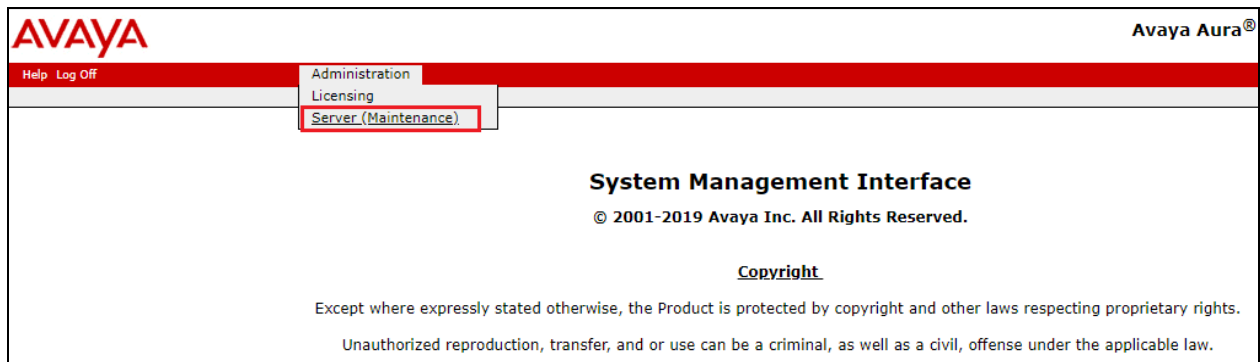 AVAYA
Avaya Aura®
Help Log Off
Administration
Licensing
Server (Maintenance)
System Management Interface
© 2001-2019 Avaya Inc. All Rights Reserved.
Copyright
Except where expressly stated otherwise, the Product is protected by copyright and other laws respecting proprietary rights.
Unauthorized reproduction, transfer, and or use can be a criminal, as well as a civil, offense under the applicable law.